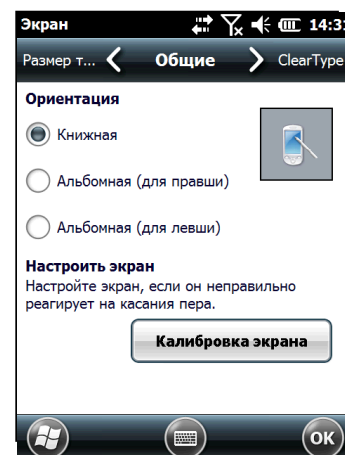 Экран 14:3
Размер т... Общие ClearType
Ориентация
Книжная
Альбомная (для правши)
Альбомная (для левши)
Настроить экран
Настройте экран, если он неправильно
реагирует на касания пера.
Калибровка экрана
OK